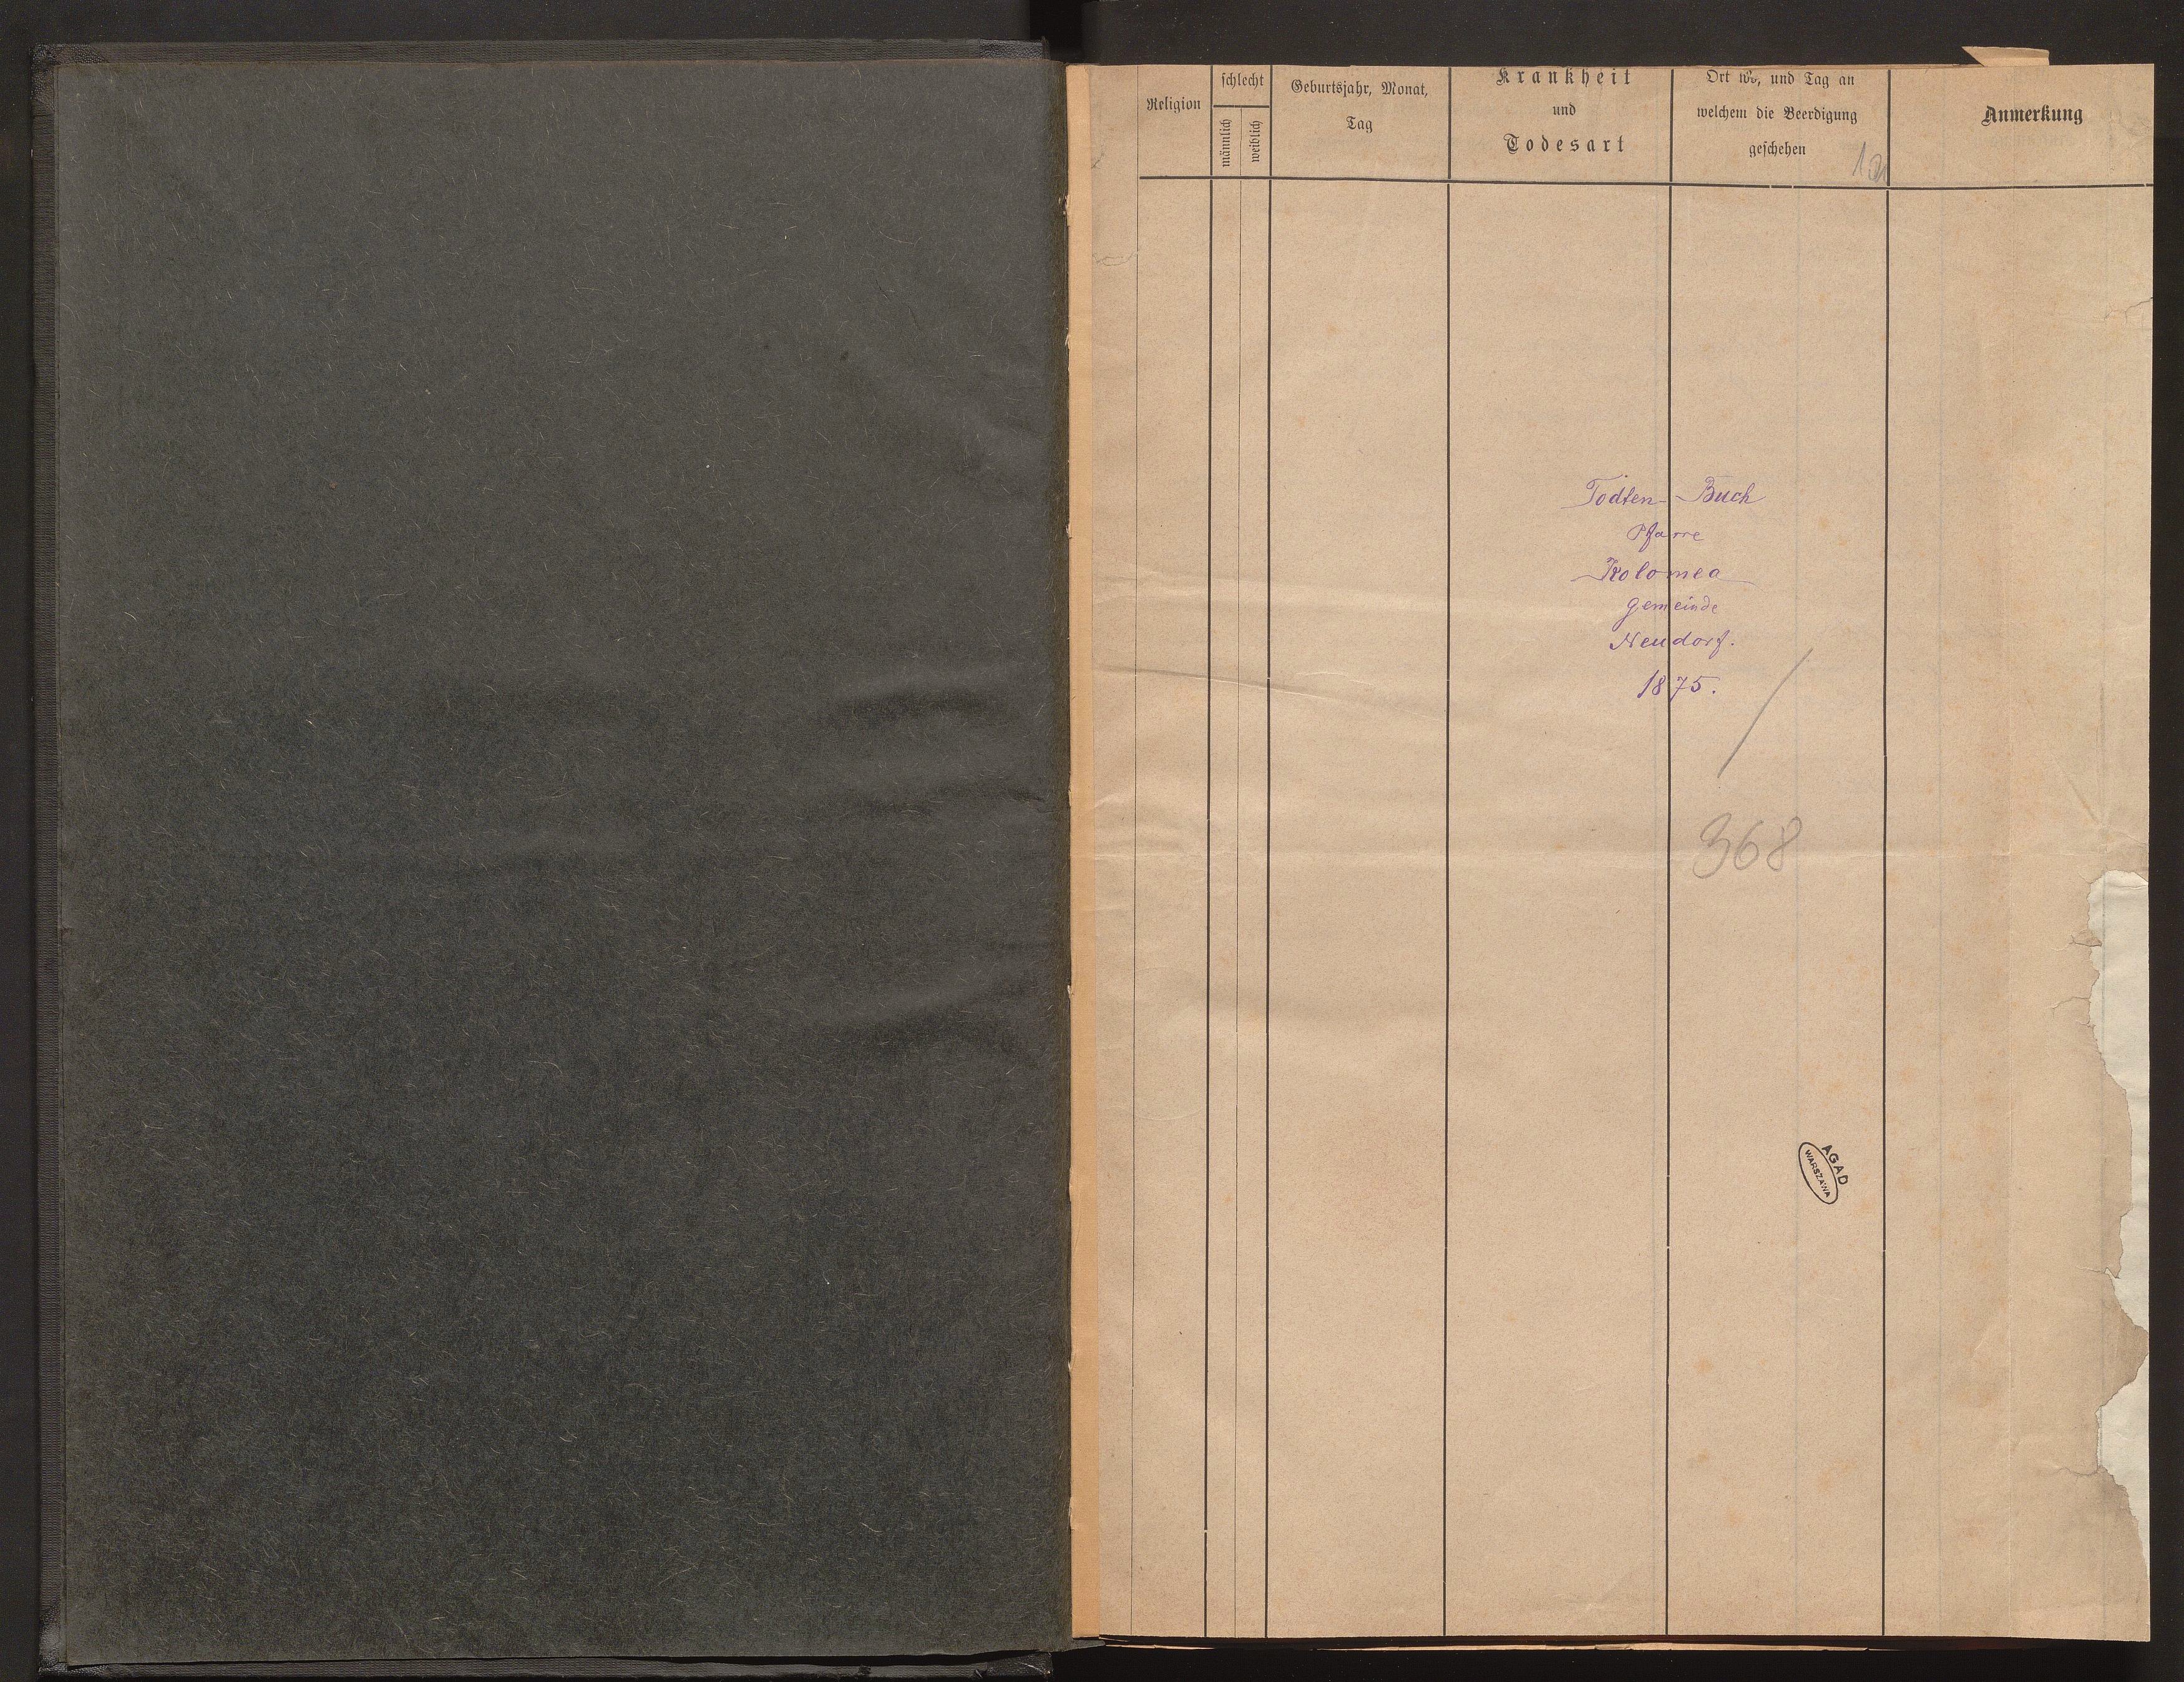 Religion
schlecht
männlich
weiblich
Geburtsjahr, Monat,
Tag
Krankheit
und
Todesart
Ort wo, und Tag an
welchem die Beerdigung
geschehen
Anmerkung
Todten-Buch
Pfarre
Kolomea
Gemeinde
Neudorf.
1875.
368
AGAD
WARSZAWA